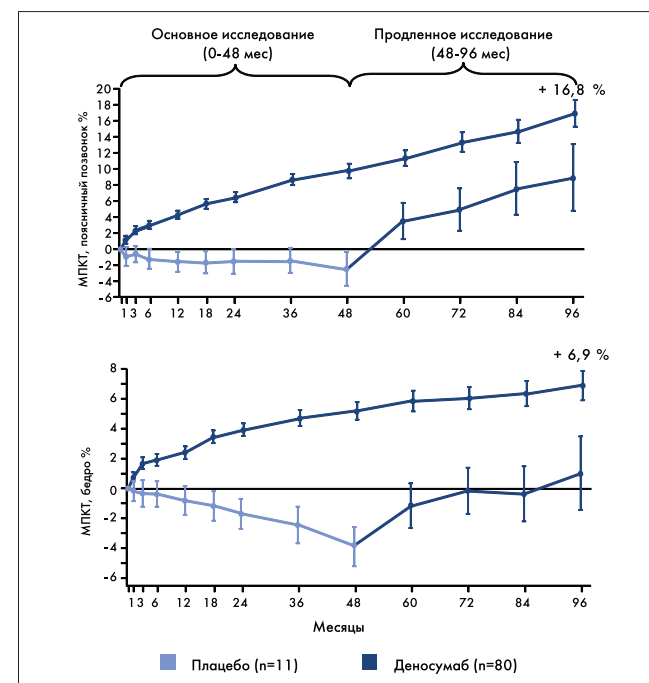 Основное исследование
(0-48 мес)
Продленное исследование
(48-96 мес)
+ 16,8 %
МПКТ, поясничный позвонок %
20
18
16
14
12
10
8
6
4
2
0
-2
-4
-6
1 3 6 12 18 24 36 48 60 72 84 96
+ 6,9 %
МПКТ, бедро %
8
6
4
2
0
-2
-4
-6
1 3 6 12 18 24 36 48 60 72 84 96
Месяцы
Плацебо (n=11)
Деносумаб (n=80)